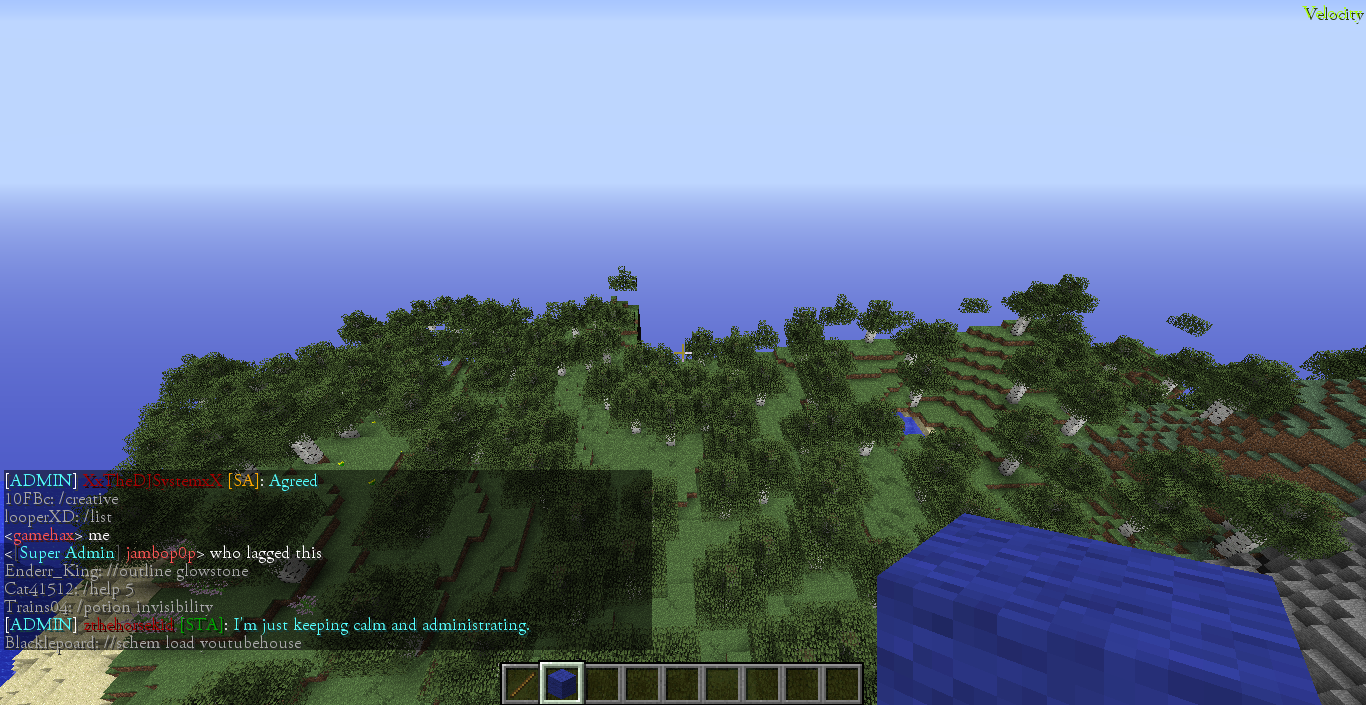 Velocity
[ADMIN] XxTheDJSystemxX [SA]: Agreed
10FBc: /creative
looperXD: /list
<gamehax> me
<[Super Admin] jambop0p> who lagged this
Enderr_King: //outline glowstone
Cat41512: /help 5
Trains04: /potion invisibility
[ADMIN] [STA]: I'm just keeping calm and administrating.
Blacklepoard: //schem load youtubehouse